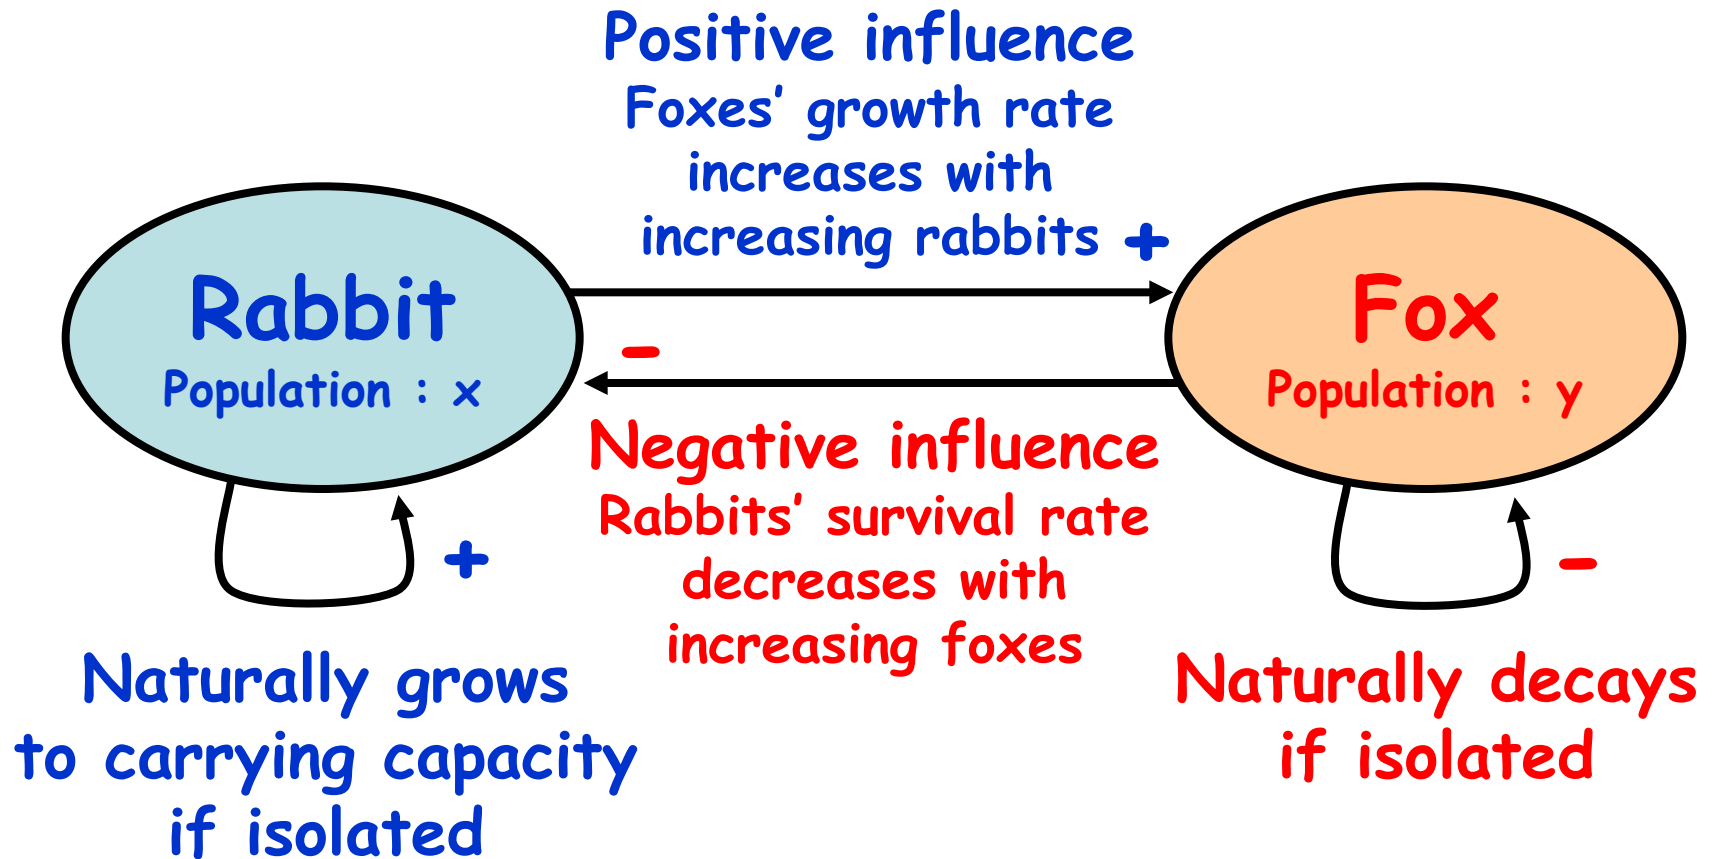 Positive influence
Foxes’ growth rate
increases with
increasing rabbits +
Rabbit
Population : x
Fox
Population : y
-
Negative influence
Rabbits’ survival rate
decreases with
increasing foxes
+
-
Naturally grows
to carrying capacity
if isolated
Naturally decays
if isolated